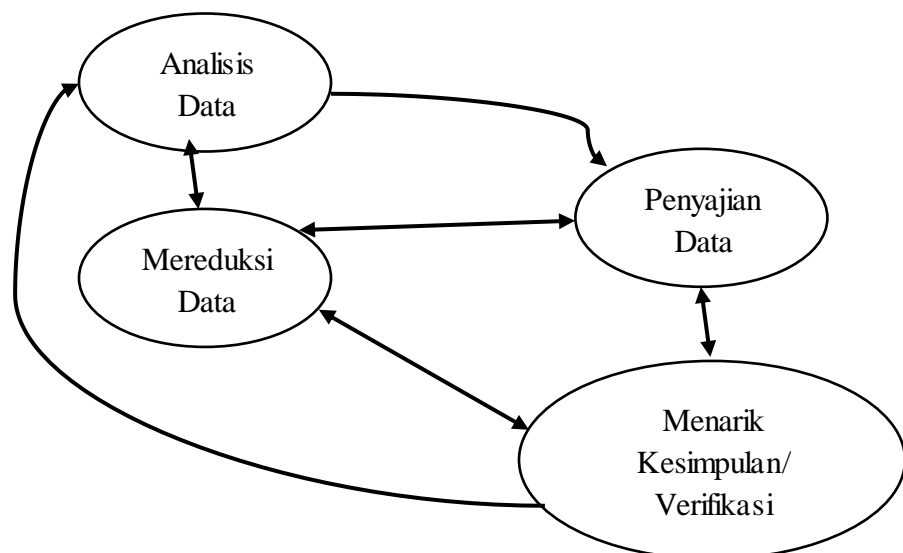 Analisis
Data
Penyajian
Data
Mereduksi
Data
Menarik
Kesimpulan/
Verifikasi